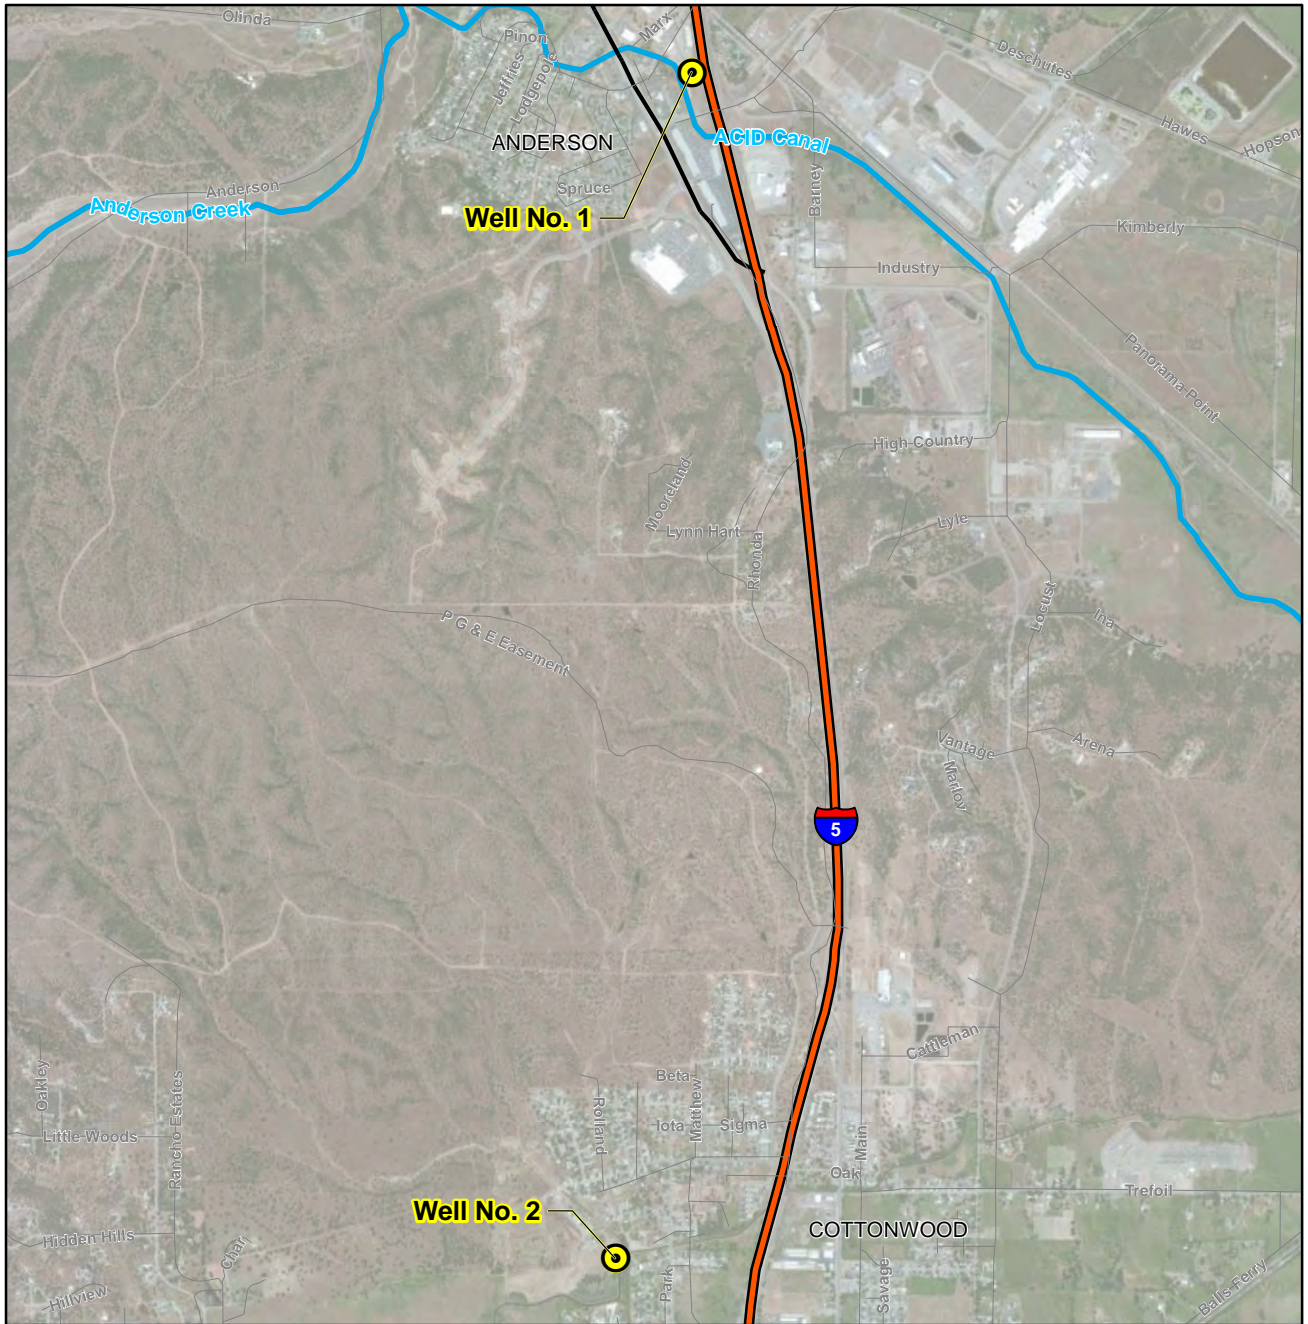 Olinda
Marx
Pinon
Deschutes
Jeffries
Lodgepole
Hawes
Hopson
ANDERSON
ACID Canal
Barney
Spruce
Anderson
Anderson Creek
Well No. 1
Kimberly
Industry
Panorama Point
High Country
Mooreland
Lynn Hart
Lyle
Rhonda
Locust
Ina
P G & E Easement
Vantage
Arena
Marlov
5
Cattleman
Oakley
Beta
Rancho Estates
Rolland
Matthew
Iota
Sigma
Little Woods
Main
Oak
Trefoil
Well No. 2
COTTONWOOD
Hidden Hills
Char
Park
Savage
Balls Ferry
Hillview